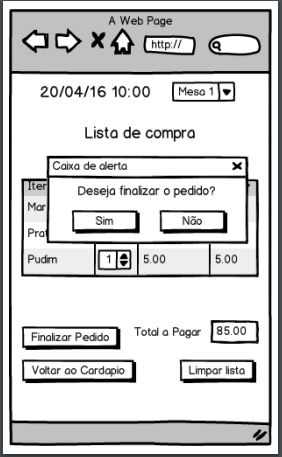 A Web Page
http://
20/04/16 10:00 Mesa 1
Lista de compra
Caixa de alerta
Deseja finalizar o pedido?
Sim Não
Pudim 1 5.00 5.00
Finalizar Pedido Total a Pagar 85.00
Voltar ao Cardapio Limpar lista